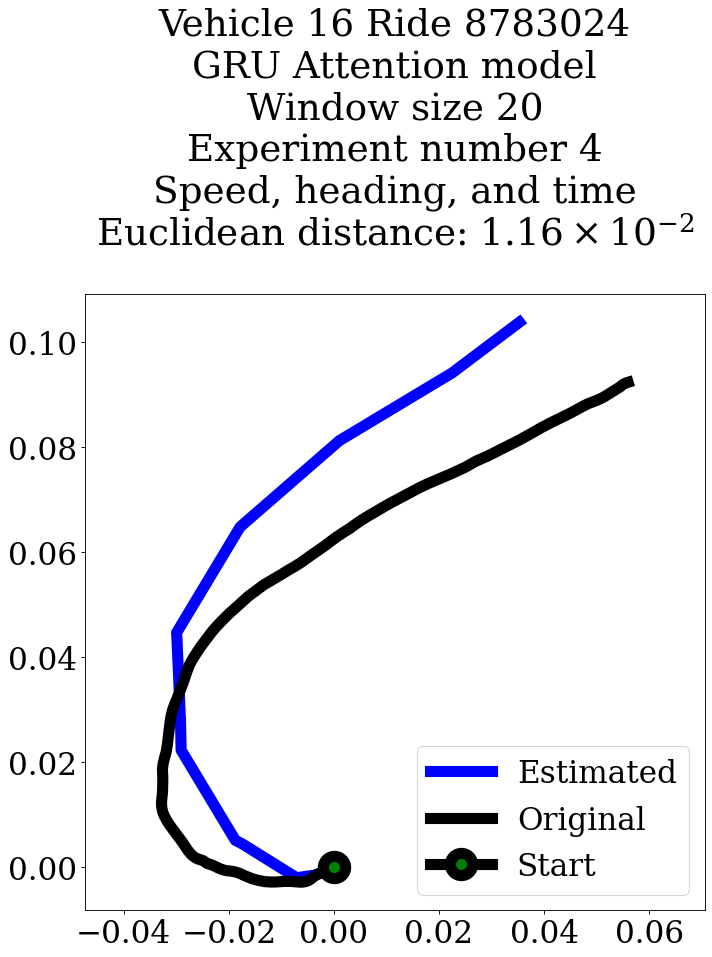 Vehicle 16 Ride 8783024
GRU Attention model
Window size 20
Experiment number 4
Speed, heading, and time
Euclidean distance: 1.16 × 10⁻²
0.10
0.08
0.06
0.04
0.02
0.00
Estimated
Original
Start
−0.04 −0.02 0.00 0.02 0.04 0.06